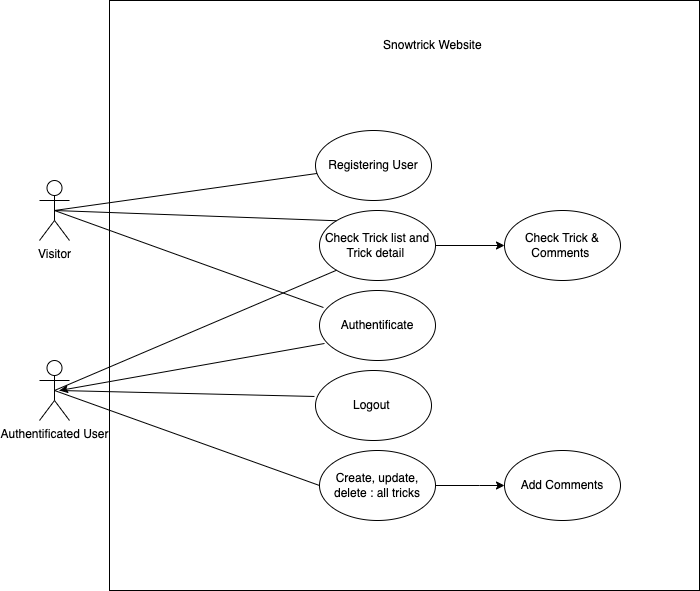 Snowtrick Website
Registering User
Visitor
Check Trick list and
Trick detail
Check Trick &
Comments
Authentificate
Authentificated User
Logout
Create, update,
delete : all tricks
Add Comments